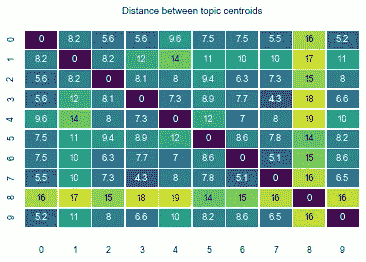 Distance between topic centroids
0 0 8.2 5.6 5.6 9.6 7.5 7.5 5.5 16 5.2
1 8.2 0 8.2 12 14 11 10 10 17 11
2 5.6 8.2 0 8.1 8 9.4 6.3 7.3 15 8
3 5.6 12 8.1 0 7.3 8.9 7.7 4.3 18 6.6
4 9.6 14 8 7.3 0 12 7 8 19 10
5 7.5 11 9.4 8.9 12 0 8.6 7.8 14 8.2
6 7.5 10 6.3 7.7 7 8.6 0 5.1 15 8.6
7 5.5 10 7.3 4.3 8 7.8 5.1 0 16 6.5
8 16 17 15 18 19 14 15 16 0 16
9 5.2 11 8 6.6 10 8.2 8.6 6.5 16 0
0 1 2 3 4 5 6 7 8 9